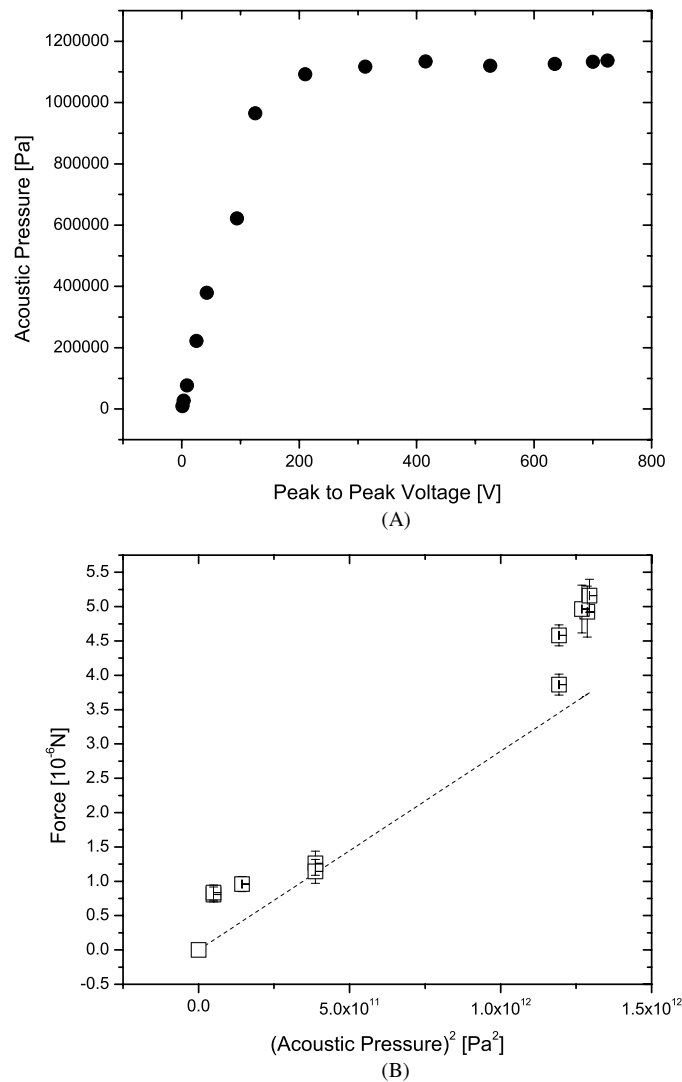 1200000
1000000
800000
600000
400000
200000
0
Acoustic Pressure [Pa]
0 200 400 600 800
Peak to Peak Voltage [V]
(A)
5.5
5.0
4.5
4.0
3.5
3.0
2.5
2.0
1.5
1.0
0.5
0.0
-0.5
Force [10⁻⁶N]
0.0 5.0x10¹¹ 1.0x10¹² 1.5x10¹²
(Acoustic Pressure)² [Pa²]
(B)